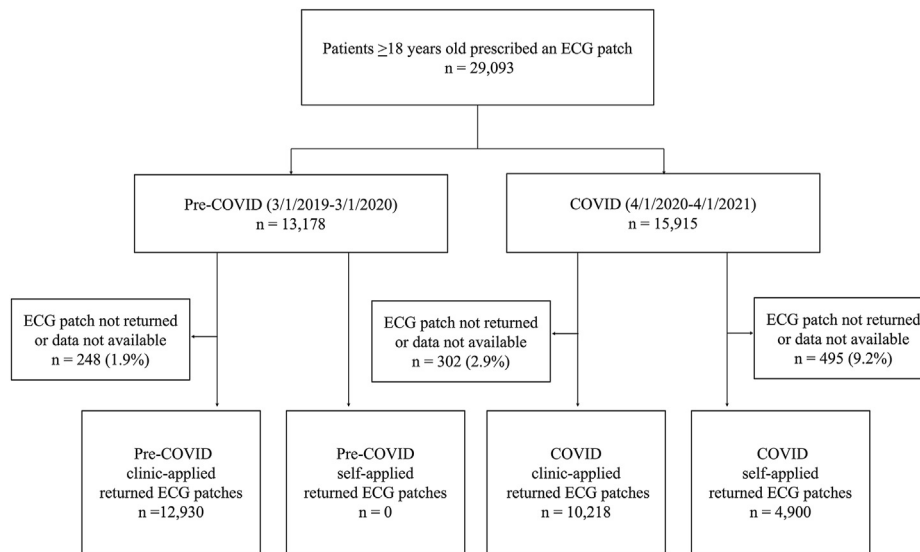 Patients ≥18 years old prescribed an ECG patch
n = 29,093
Pre-COVID (3/1/2019-3/1/2020)
n = 13,178
COVID (4/1/2020-4/1/2021)
n = 15,915
ECG patch not returned
or data not available
n = 248 (1.9%)
ECG patch not returned
or data not available
n = 302 (2.9%)
ECG patch not returned
or data not available
n = 495 (9.2%)
Pre-COVID
clinic-applied
returned ECG patches
n =12,930
Pre-COVID
self-applied
returned ECG patches
n = 0
COVID
clinic-applied
returned ECG patches
n = 10,218
COVID
self-applied
returned ECG patches
n = 4,900